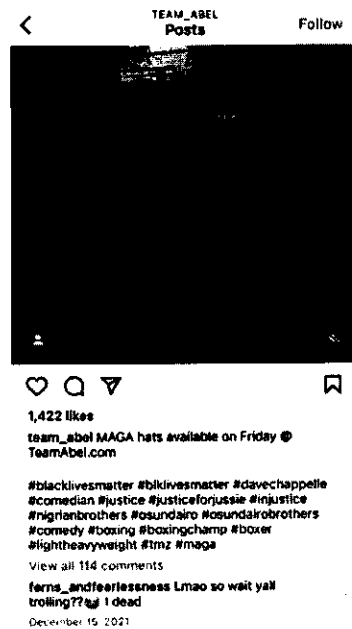 TEAM_ABEL
Posts
Follow
1,422 likes
team_abel MAGA hats available on Friday
TeamAbel.com
#blacklivesmatter #blklivesmatter #davechappelle
#comedian #justice #justiceforjussie #injustice
#nigrianbrothers #osundairo #osundairobrothers
#comedy #boxing #boxingchamp #boxer
#lightheavyweight #tmz #maga
View all 114 comments
ferns_andfearlessness Lmao so wait yall
trolling?? I dead
December 15, 2021